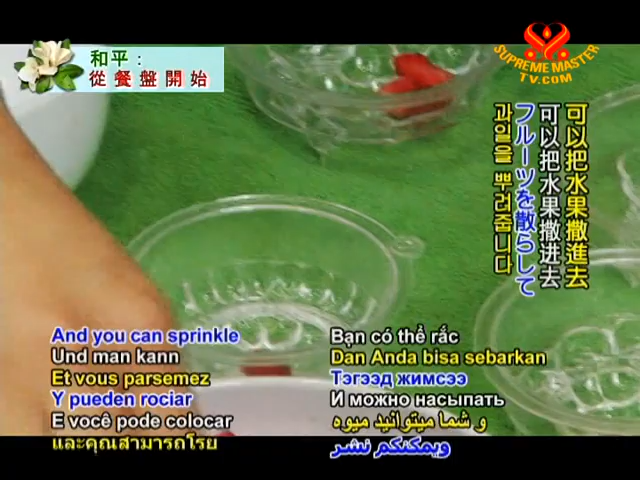 和平：
從餐盤開始
SUPREME MASTER
TV.COM
可以把水果撒進去
可以把水果撒进去
フルーツを散らして
과일을 뿌려줍니다
And you can sprinkle
Und man kann
Et vous parsemez
Y pueden rociar
E você pode colocar
และคุณสามารถโรย
Bạn có thể rắc
Dan Anda bisa sebarkan
Тэгээд жимсээ
И можно насыпать
و شما میتوانید میوه
ويمكنكم نشر